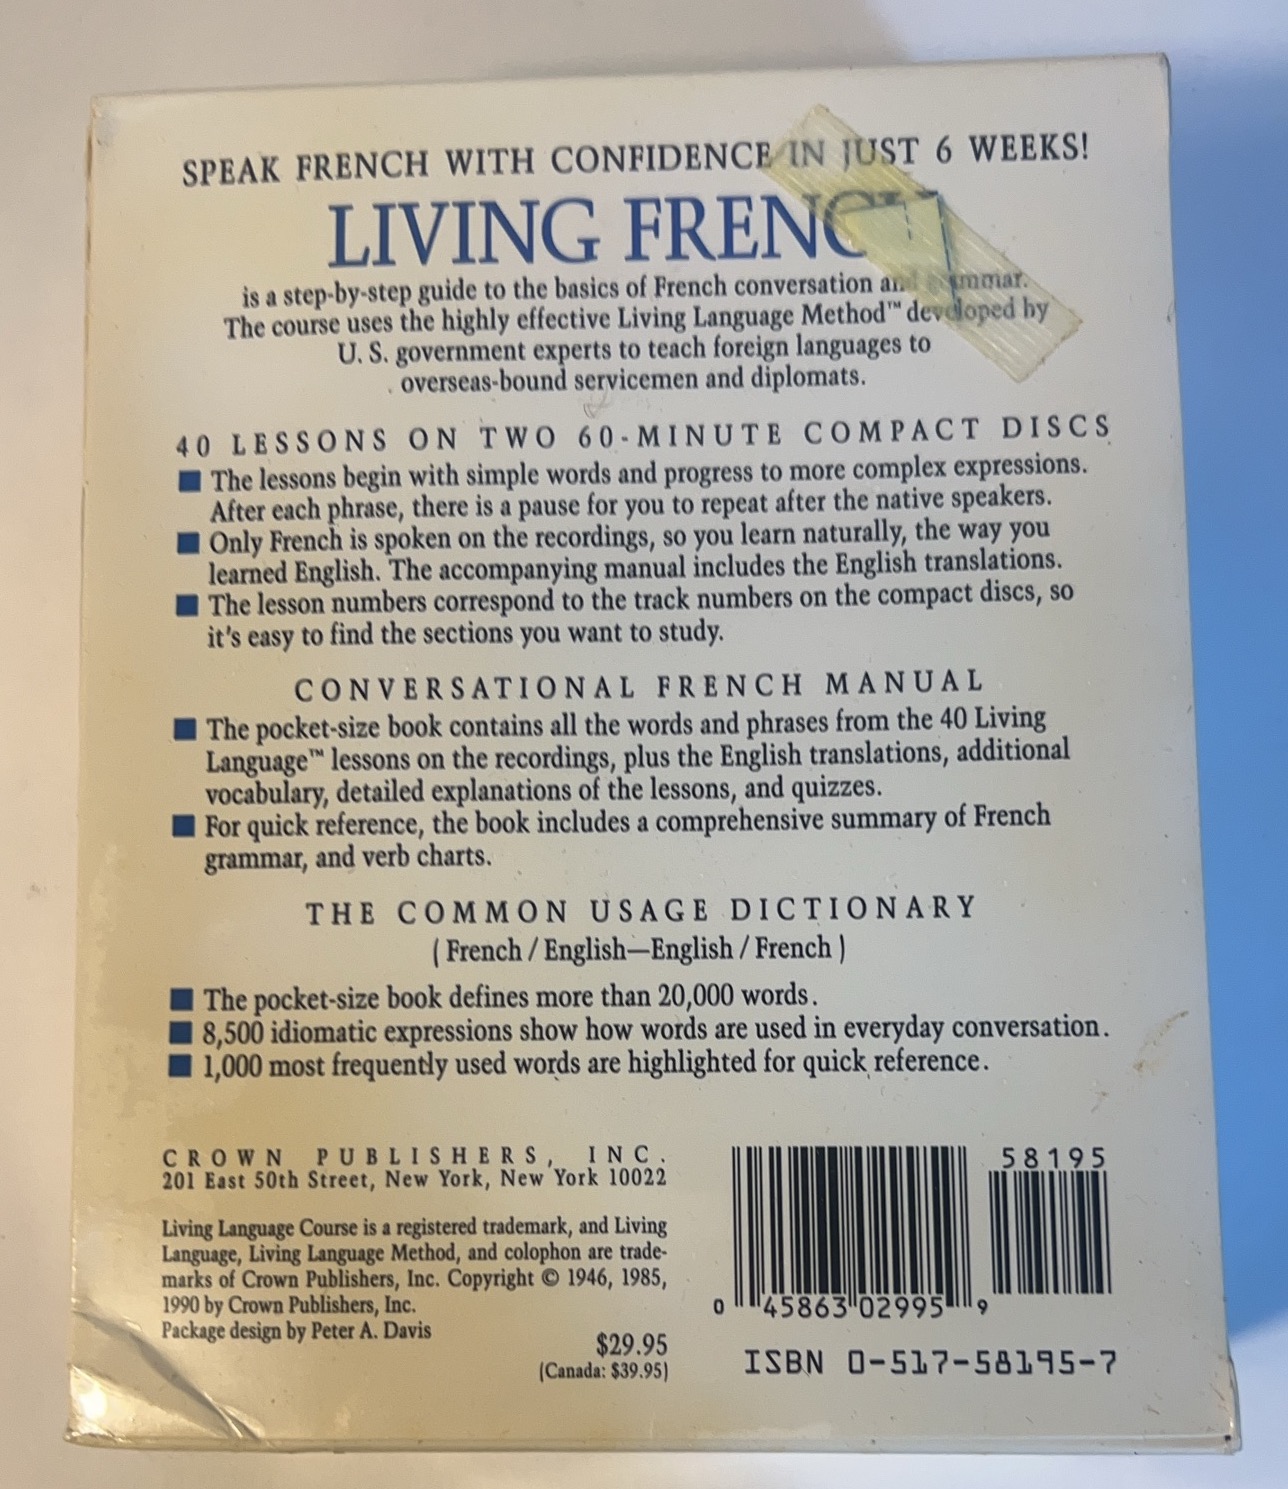 SPEAK FRENCH WITH CONFIDENCE IN JUST 6 WEEKS!
LIVING FRENCH
is a step-by-step guide to the basics of French conversation and grammar.
The course uses the highly effective Living Language Method™ developed by
U. S. government experts to teach foreign languages to
overseas-bound servicemen and diplomats.
40 LESSONS ON TWO 60-MINUTE COMPACT DISCS
■ The lessons begin with simple words and progress to more complex expressions.
After each phrase, there is a pause for you to repeat after the native speakers.
■ Only French is spoken on the recordings, so you learn naturally, the way you
learned English. The accompanying manual includes the English translations.
■ The lesson numbers correspond to the track numbers on the compact discs, so
it's easy to find the sections you want to study.
CONVERSATIONAL FRENCH MANUAL
■ The pocket-size book contains all the words and phrases from the 40 Living
Language™ lessons on the recordings, plus the English translations, additional
vocabulary, detailed explanations of the lessons, and quizzes.
■ For quick reference, the book includes a comprehensive summary of French
grammar, and verb charts.
THE COMMON USAGE DICTIONARY
(French / English—English / French)
■ The pocket-size book defines more than 20,000 words.
■ 8,500 idiomatic expressions show how words are used in everyday conversation.
■ 1,000 most frequently used words are highlighted for quick reference.
CROWN PUBLISHERS, INC.
201 East 50th Street, New York, New York 10022
Living Language Course is a registered trademark, and Living
Language, Living Language Method, and colophon are trade-
marks of Crown Publishers, Inc. Copyright © 1946, 1985,
1990 by Crown Publishers, Inc.
Package design by Peter A. Davis
$29.95
(Canada: $39.95)
58195
0 45863 02995 9
ISBN 0-517-58195-7